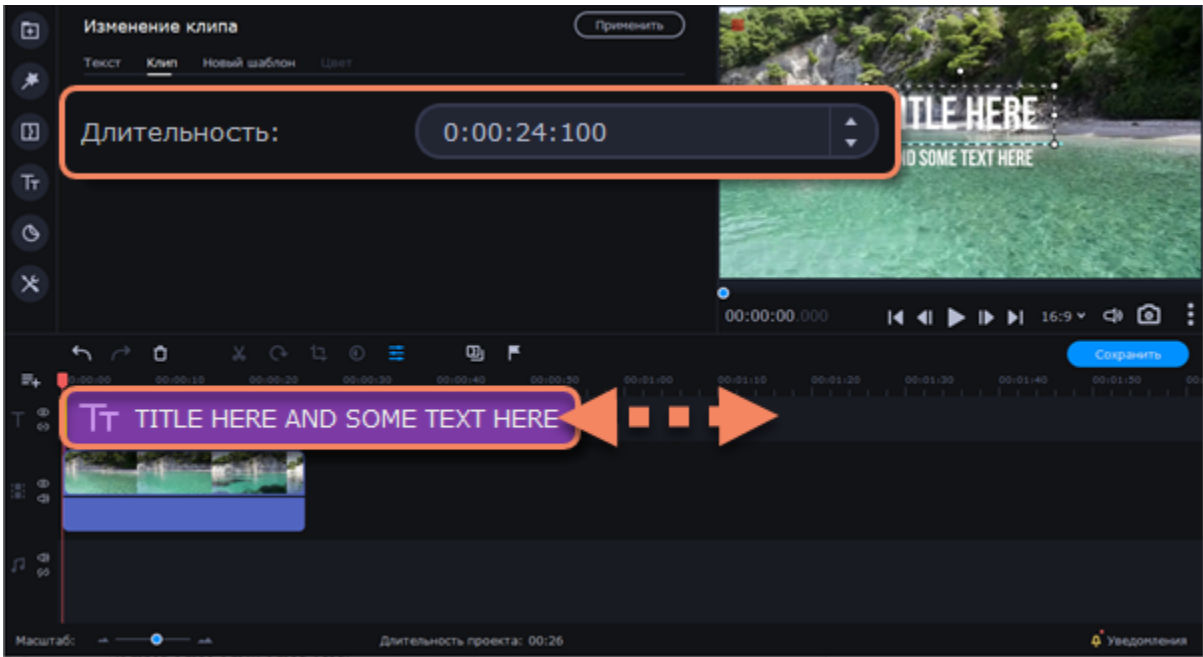 Изменение клипа
Применить
Текст Клип Новый шаблон Цвет
Длительность: 0:00:24:100
TITLE HERE
ND SOME TEXT HERE
00:00:00.000
16:9
Сохранить
0:00:00 00:00:10 00:00:20 00:00:30 00:00:40 00:00:50 00:01:00 00:01:10 00:01:20 00:01:30 00:01:40 00:01:50 00:
TT TITLE HERE AND SOME TEXT HERE
Масштаб:
Длительность проекта: 00:26
Уведомления